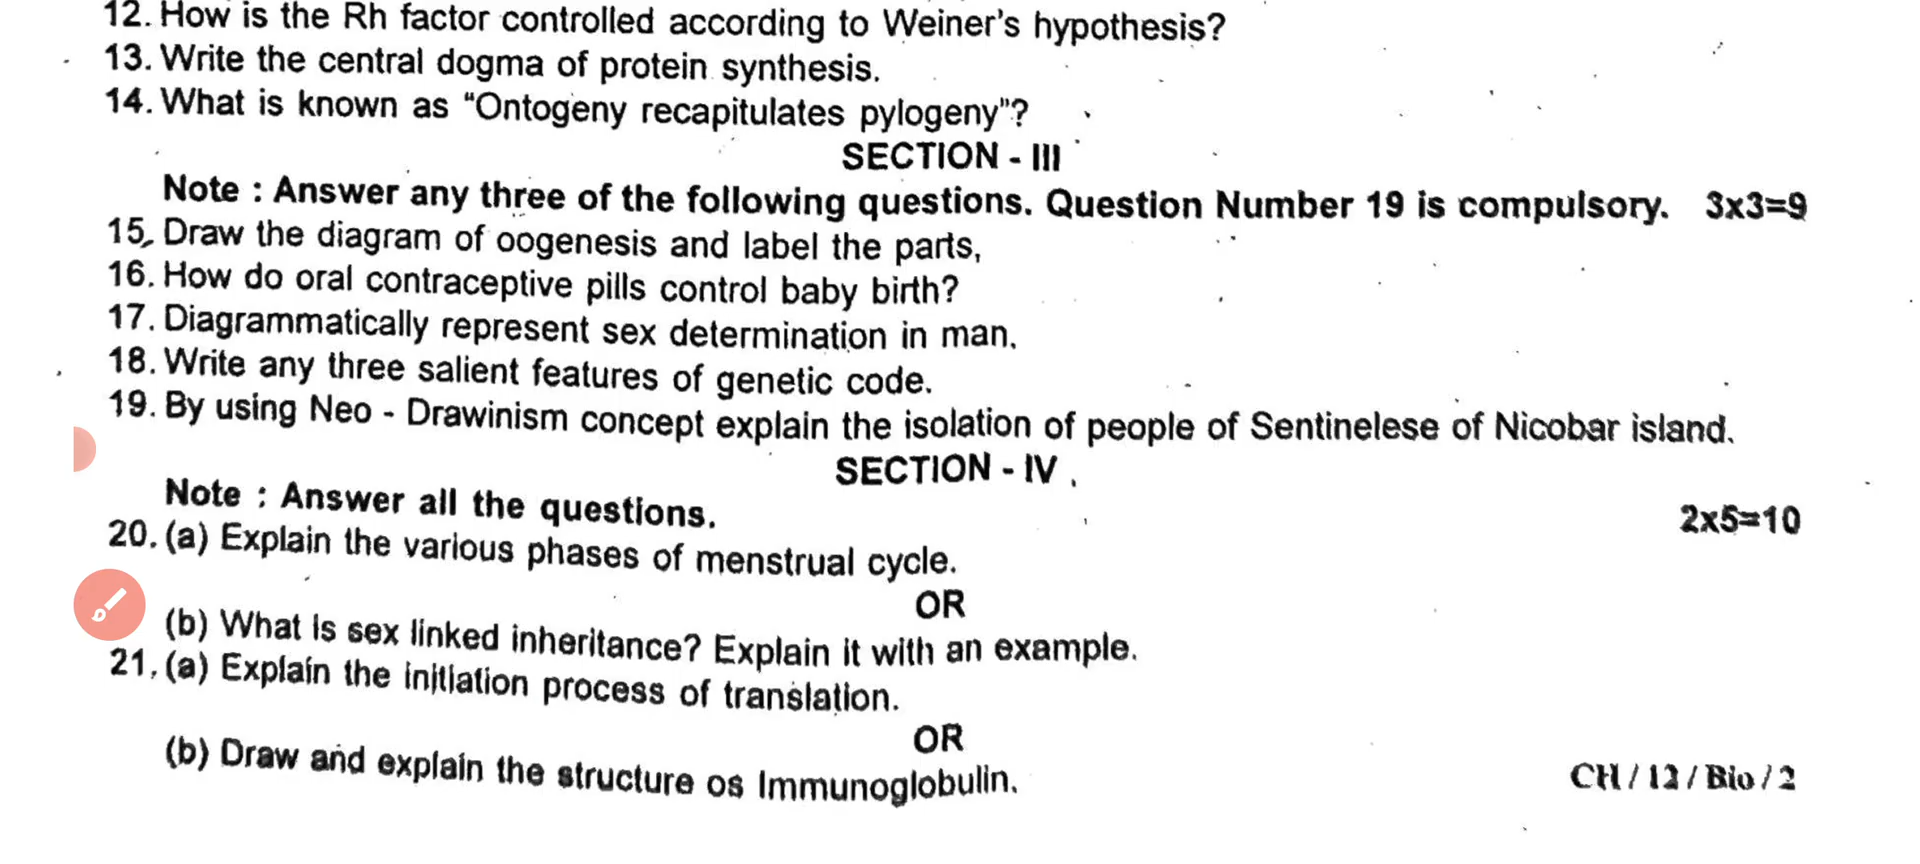 12. How is the Rh factor controlled according to Weiner's hypothesis?
13. Write the central dogma of protein synthesis.
14. What is known as "Ontogeny recapitulates pylogeny"?
SECTION - III
Note : Answer any three of the following questions. Question Number 19 is compulsory. 3x3=9
15. Draw the diagram of oogenesis and label the parts,
16. How do oral contraceptive pills control baby birth?
17. Diagrammatically represent sex determination in man.
18. Write any three salient features of genetic code.
19. By using Neo - Drawinism concept explain the isolation of people of Sentinelese of Nicobar island.
SECTION - IV
Note : Answer all the questions. 2x5=10
20. (a) Explain the various phases of menstrual cycle.
OR
(b) What is sex linked inheritance? Explain it with an example.
21. (a) Explain the initiation process of translation.
OR
(b) Draw and explain the structure os Immunoglobulin.
CH / 12 / Bio / 2